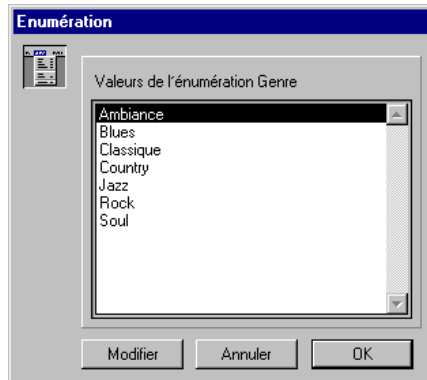 Enumération
Valeurs de l'énumération Genre
Ambiance
Blues
Classique
Country
Jazz
Rock
Soul
Modifier
Annuler
OK